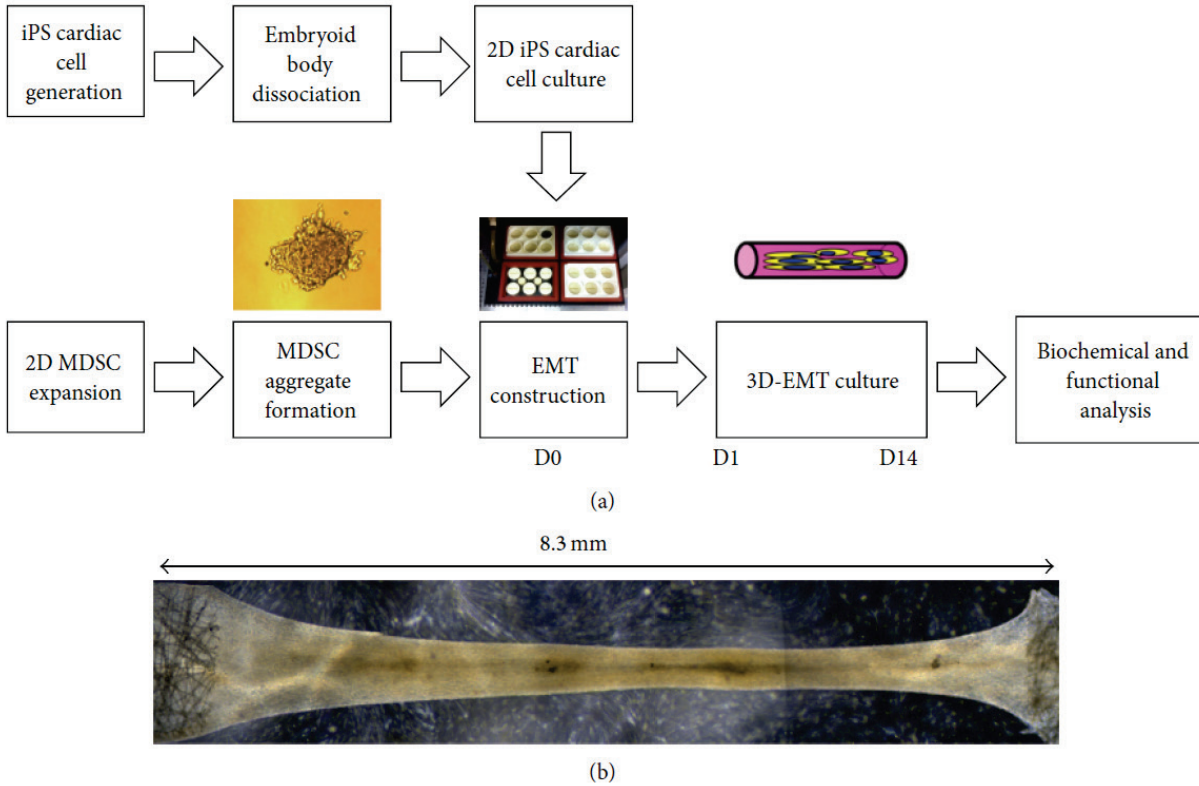 iPS cardiac
cell
generation
Embryoid
body
dissociation
2D iPS cardiac
cell culture
2D MDSC
expansion
MDSC
aggregate
formation
EMT
construction
3D-EMT culture
Biochemical and
functional
analysis
D0
D1
D14
(a)
8.3 mm
(b)